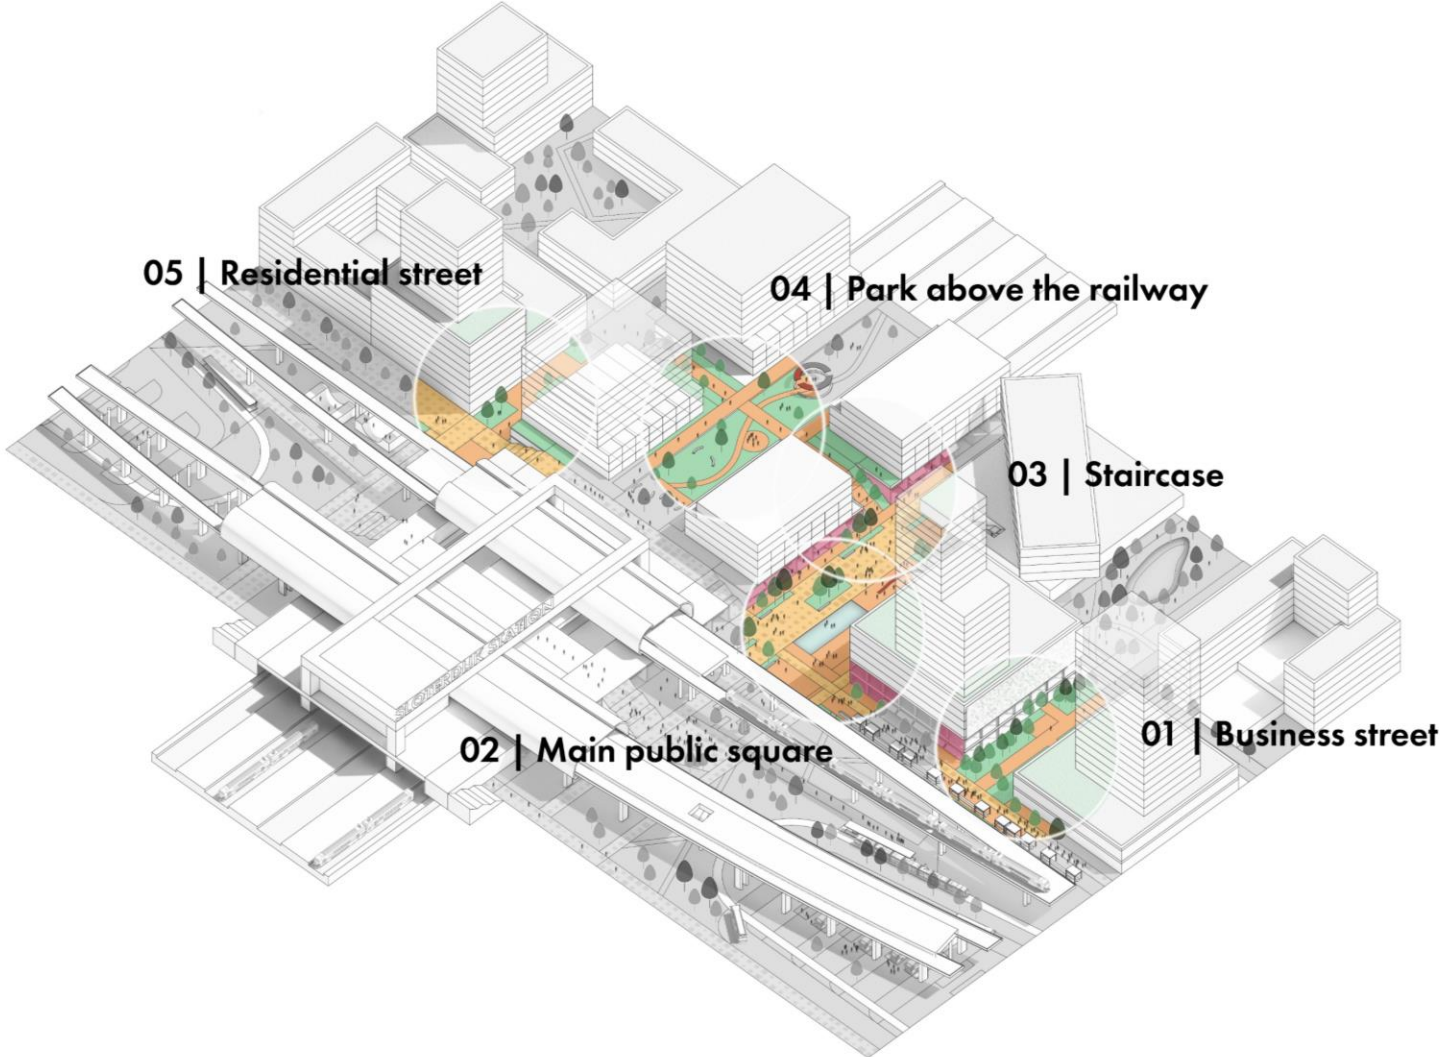 05 | Residential street
04 | Park above the railway
03 | Staircase
01 | Business street
02 | Main public square